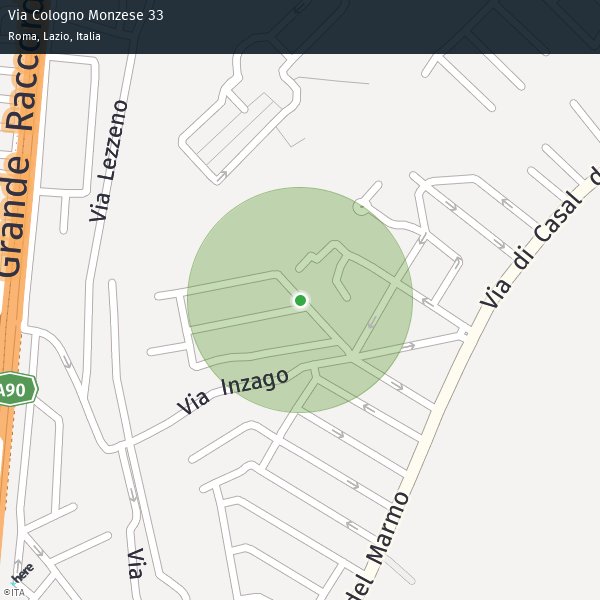 Via Cologno Monzese 33
Roma, Lazio, Italia
Grande Racco
Via Lezzeno
Via di Casal d
Via Inzago
A90
del Marmo
Via
here
©ITA